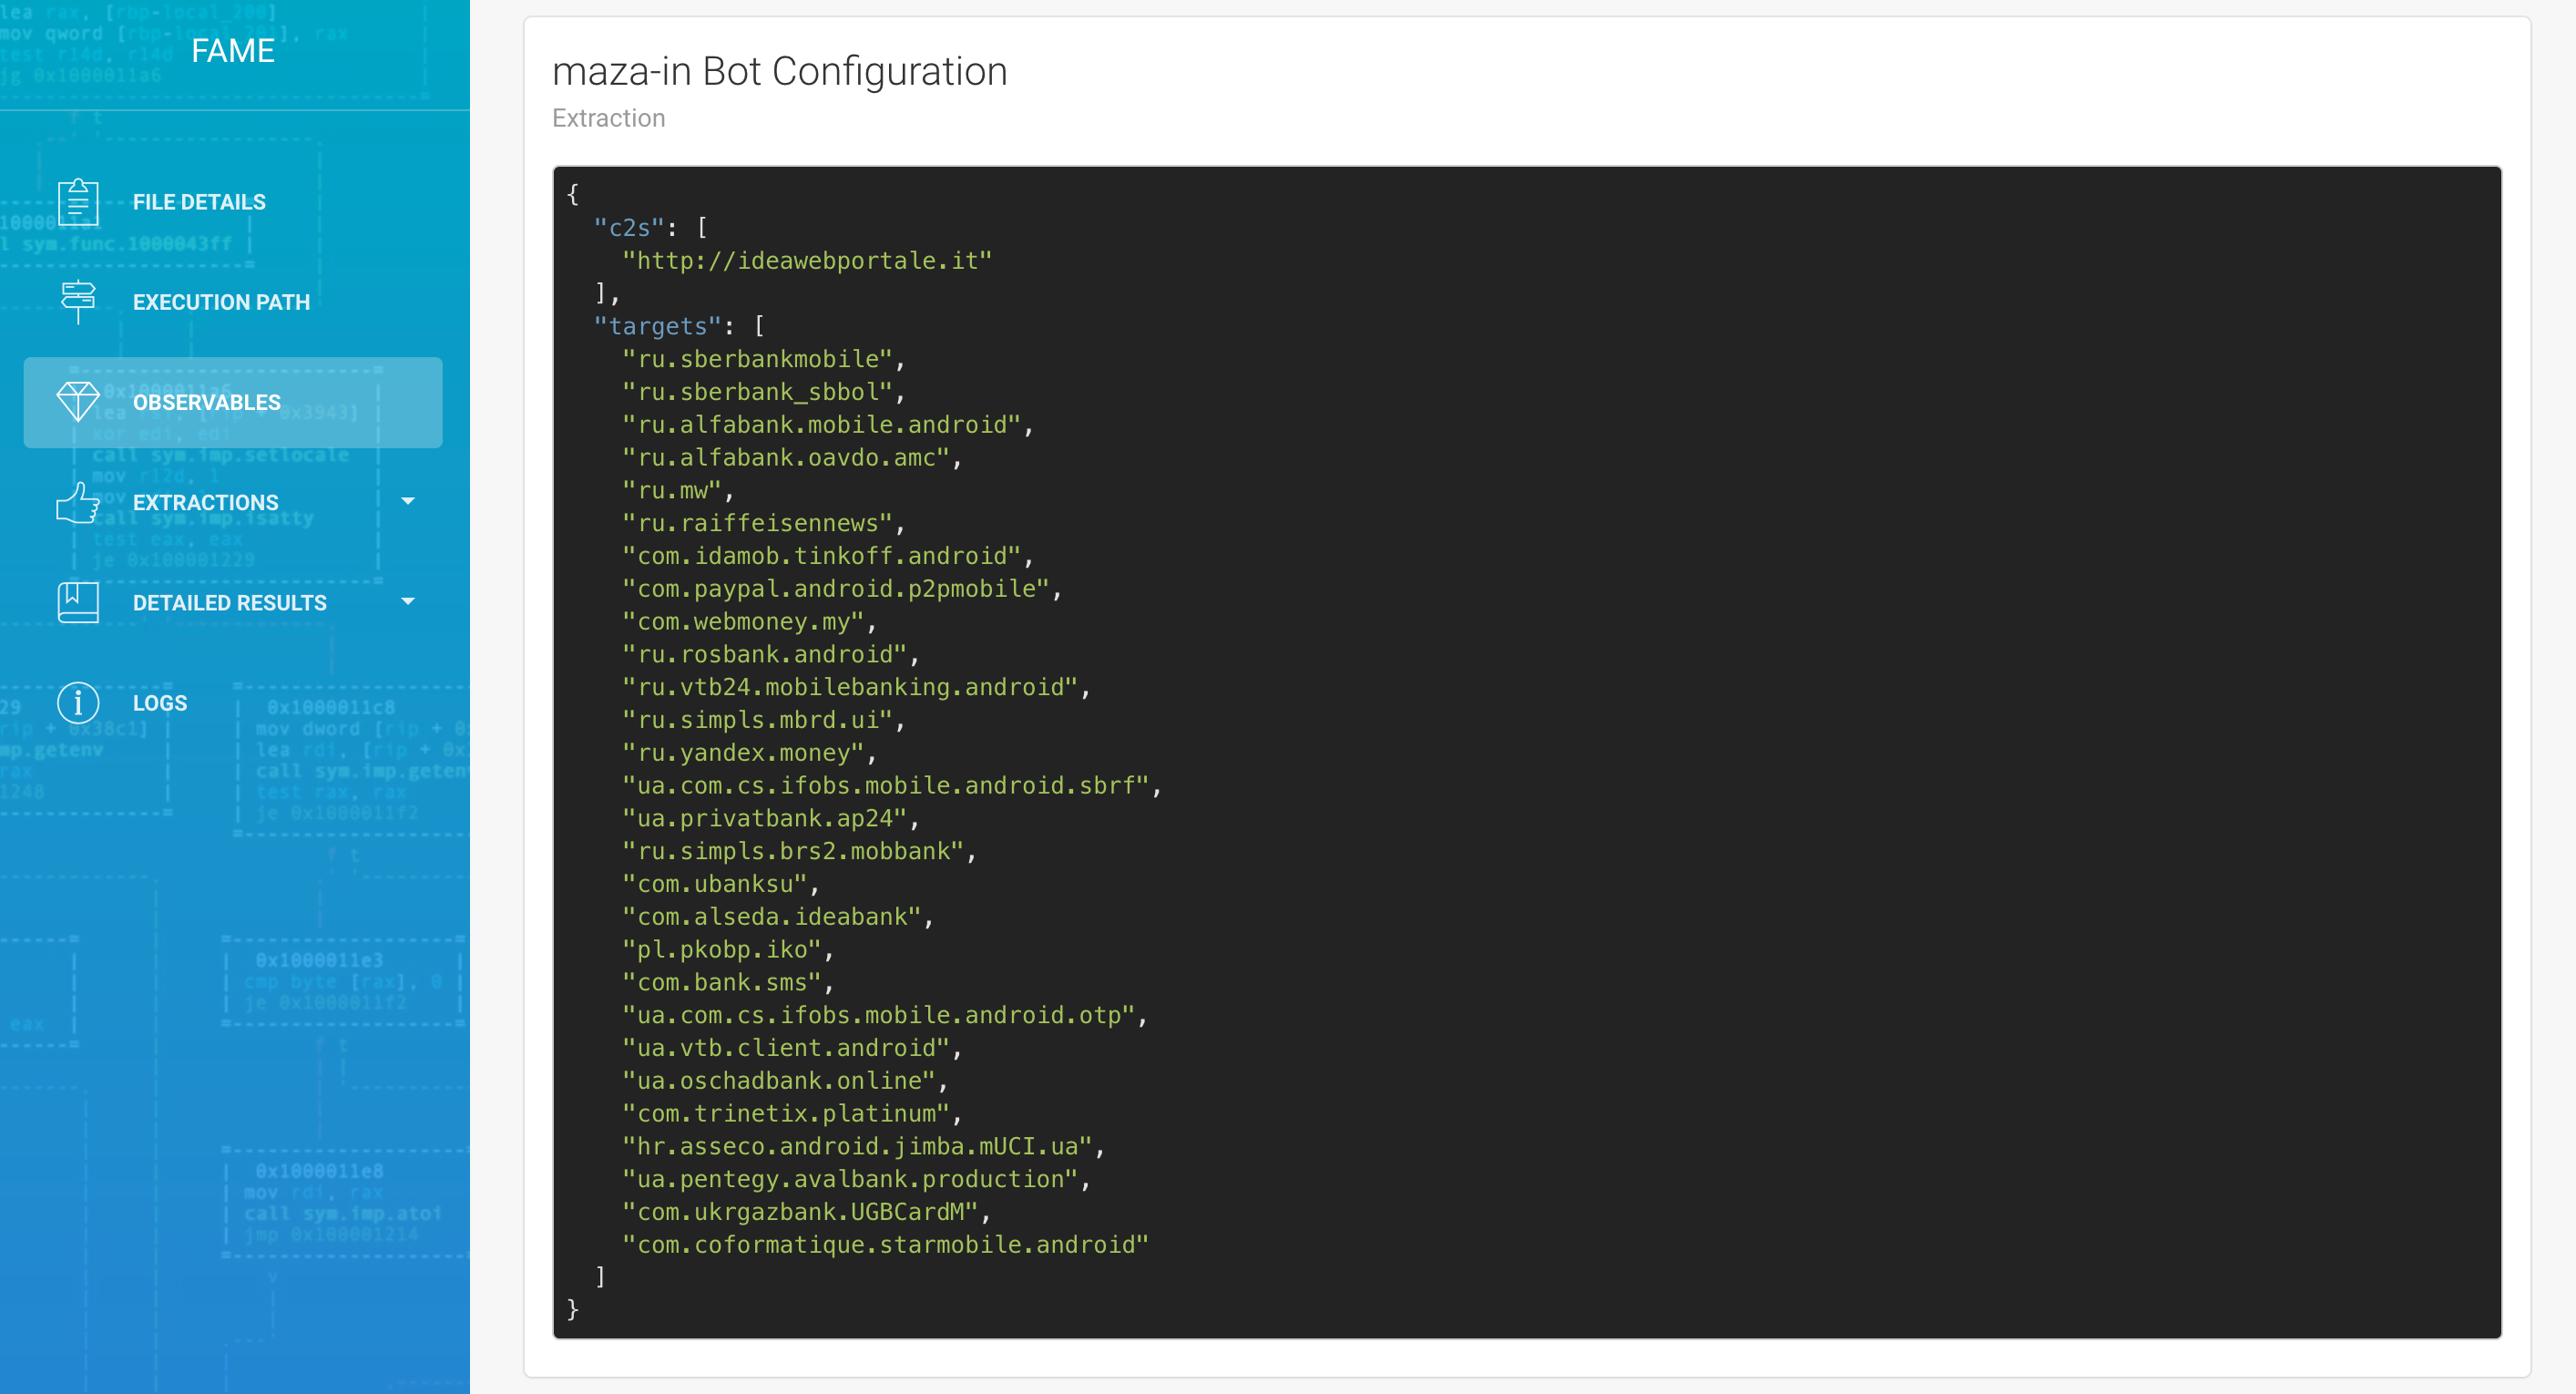 FAME
FILE DETAILS
EXECUTION PATH
OBSERVABLES
EXTRACTIONS
DETAILED RESULTS
LOGS
maza-in Bot Configuration
Extraction
{
"c2s": [
"http://ideawebportale.it"
],
"targets": [
"ru.sberbankmobile",
"ru.sberbank_sbbol",
"ru.alfabank.mobile.android",
"ru.alfabank.oavdo.amc",
"ru.mw",
"ru.raiffeisennews",
"com.idamob.tinkoff.android",
"com.paypal.android.p2pmobile",
"com.webmoney.my",
"ru.rosbank.android",
"ru.vtb24.mobilebanking.android",
"ru.simpls.mbrd.ui",
"ru.yandex.money",
"ua.com.cs.ifobs.mobile.android.sbrf",
"ua.privatbank.ap24",
"ru.simpls.brs2.mobbank",
"com.ubanksu",
"com.alseda.ideabank",
"pl.pkobp.iko",
"com.bank.sms",
"ua.com.cs.ifobs.mobile.android.otp",
"ua.vtb.client.android",
"ua.oschadbank.online",
"com.trinetix.platinum",
"hr.asseco.android.jimba.mUCI.ua",
"ua.pentegy.avalbank.production",
"com.ukrgazbank.UGBCardM",
"com.coformatique.starmobile.android"
]
}